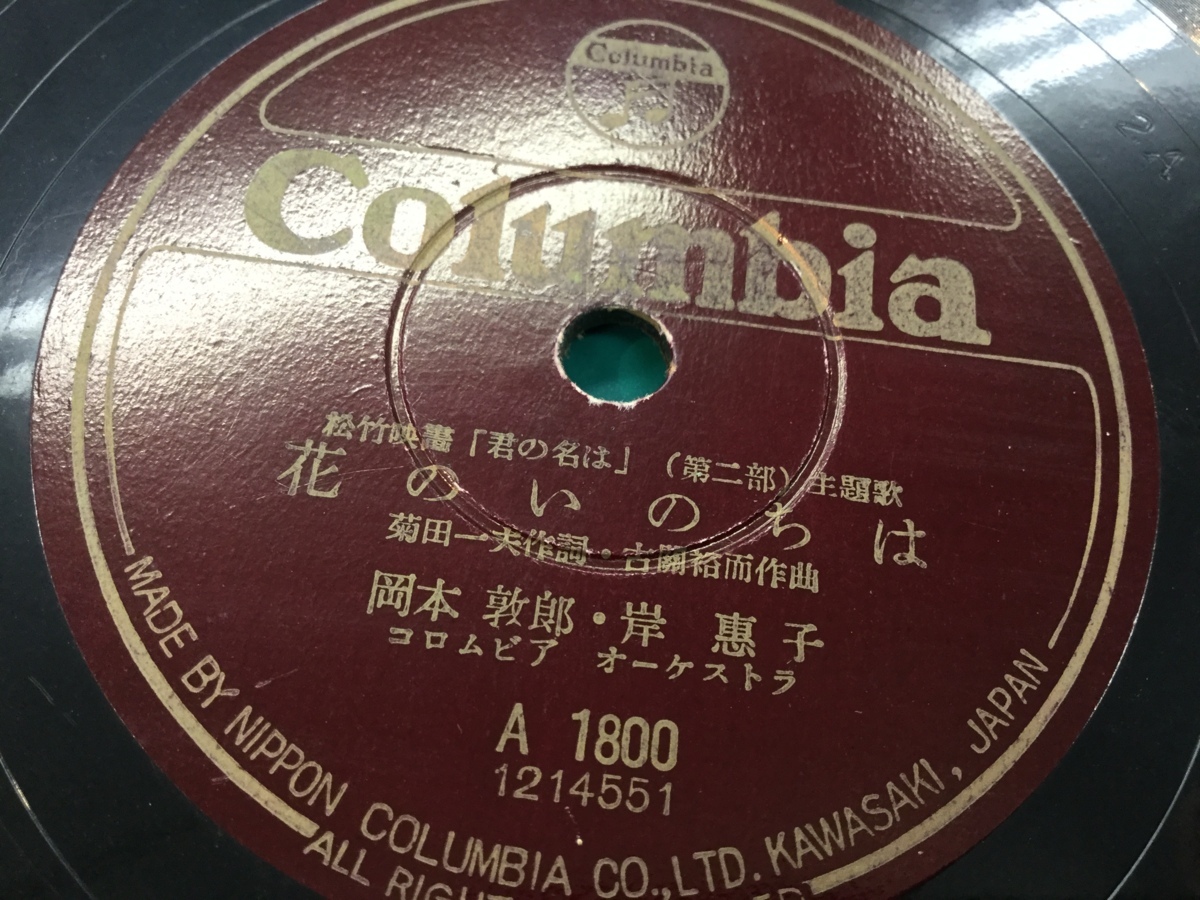 Columbia
Columbia
松竹映畫「君の名は」(第二部)主題歌
花のいのちは
菊田一夫作詞・古關裕而作曲
岡本 敦郎・岸 惠子
コロムビア オーケストラ
A 1800
1214551
MADE BY NIPPON COLUMBIA CO., LTD. KAWASAKI, JAPAN
ALL
2A